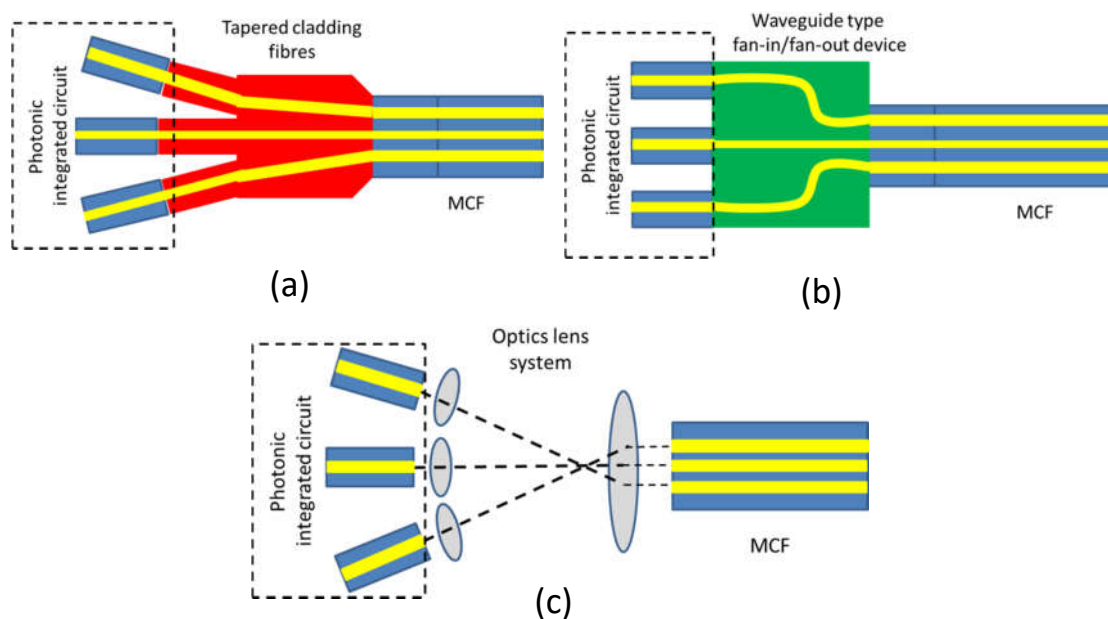 Tapered cladding
fibres
Photonic
integrated circuit
MCF
(a)
Waveguide type
fan-in/fan-out device
Photonic
integrated circuit
MCF
(b)
Optics lens
system
Photonic
integrated circuit
MCF
(c)